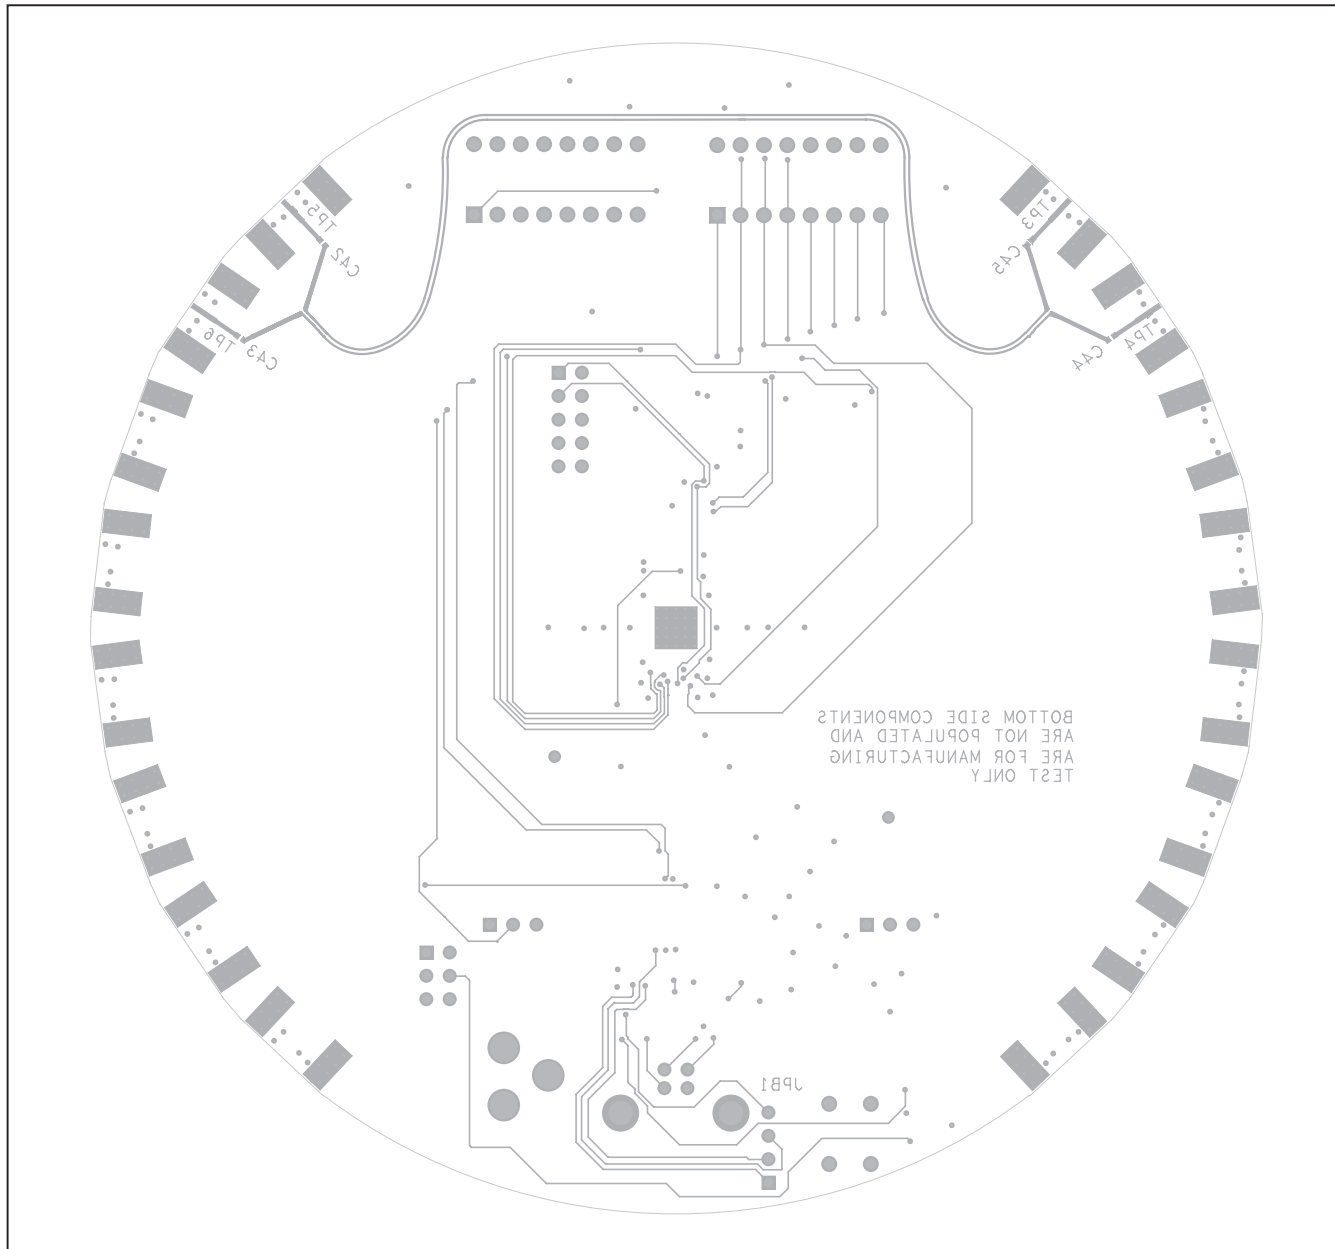 TP5
TP3
C42
C45
TP6
TP4
C43
C44
BOTTOM SIDE COMPONENTS
ARE NOT POPULATED AND
ARE FOR MANUFACTURING
TEST ONLY
JPB1